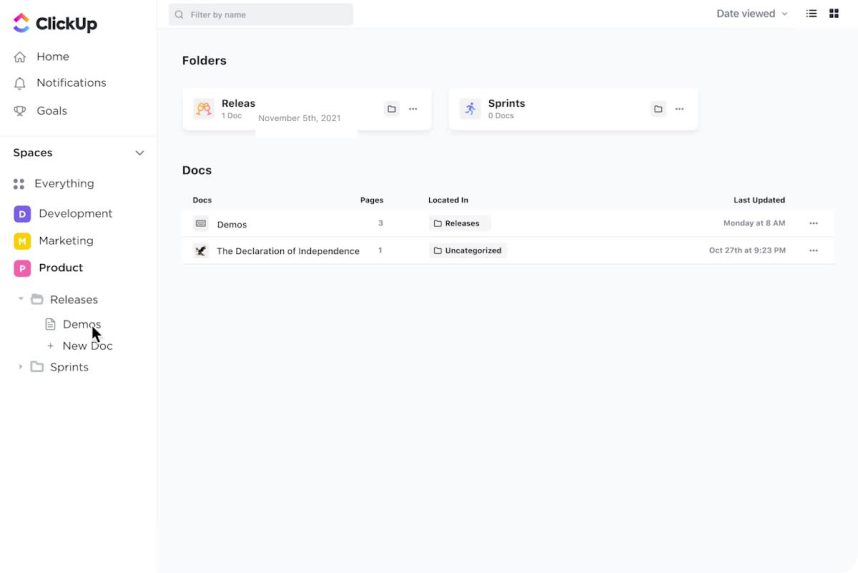 ClickUp
Home
Notifications
Goals
Spaces
Everything
D Development
M Marketing
P Product
Releases
Demos
+ New Doc
Sprints
Filter by name
Date viewed
Folders
Releas
1 Doc
November 5th, 2021
Sprints
0 Docs
Docs
Docs Pages Located In Last Updated
Demos 3 Releases Monday at 8 AM
The Declaration of Independence 1 Uncategorized Oct 27th at 9:23 PM